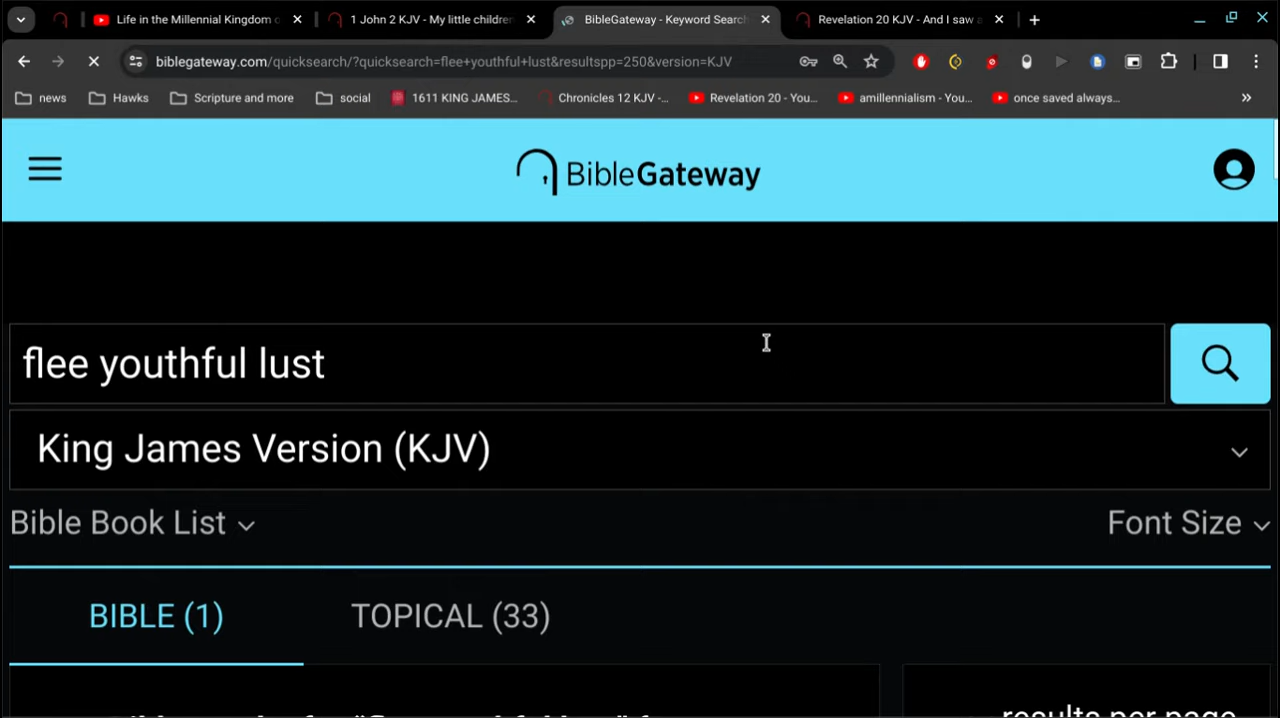 Life in the Millennial Kingdom o
1 John 2 KJV - My little children
BibleGateway - Keyword Search
Revelation 20 KJV - And I saw a
biblegateway.com/quicksearch/?quicksearch=flee+youthful+lust&resultspp=250&version=KJV
news
Hawks
Scripture and more
social
1611 KING JAMES...
Chronicles 12 KJV -...
Revelation 20 - You...
amillennialism - You...
once saved always...
BibleGateway
flee youthful lust
King James Version (KJV)
Bible Book List
Font Size
BIBLE (1)
TOPICAL (33)
results per page